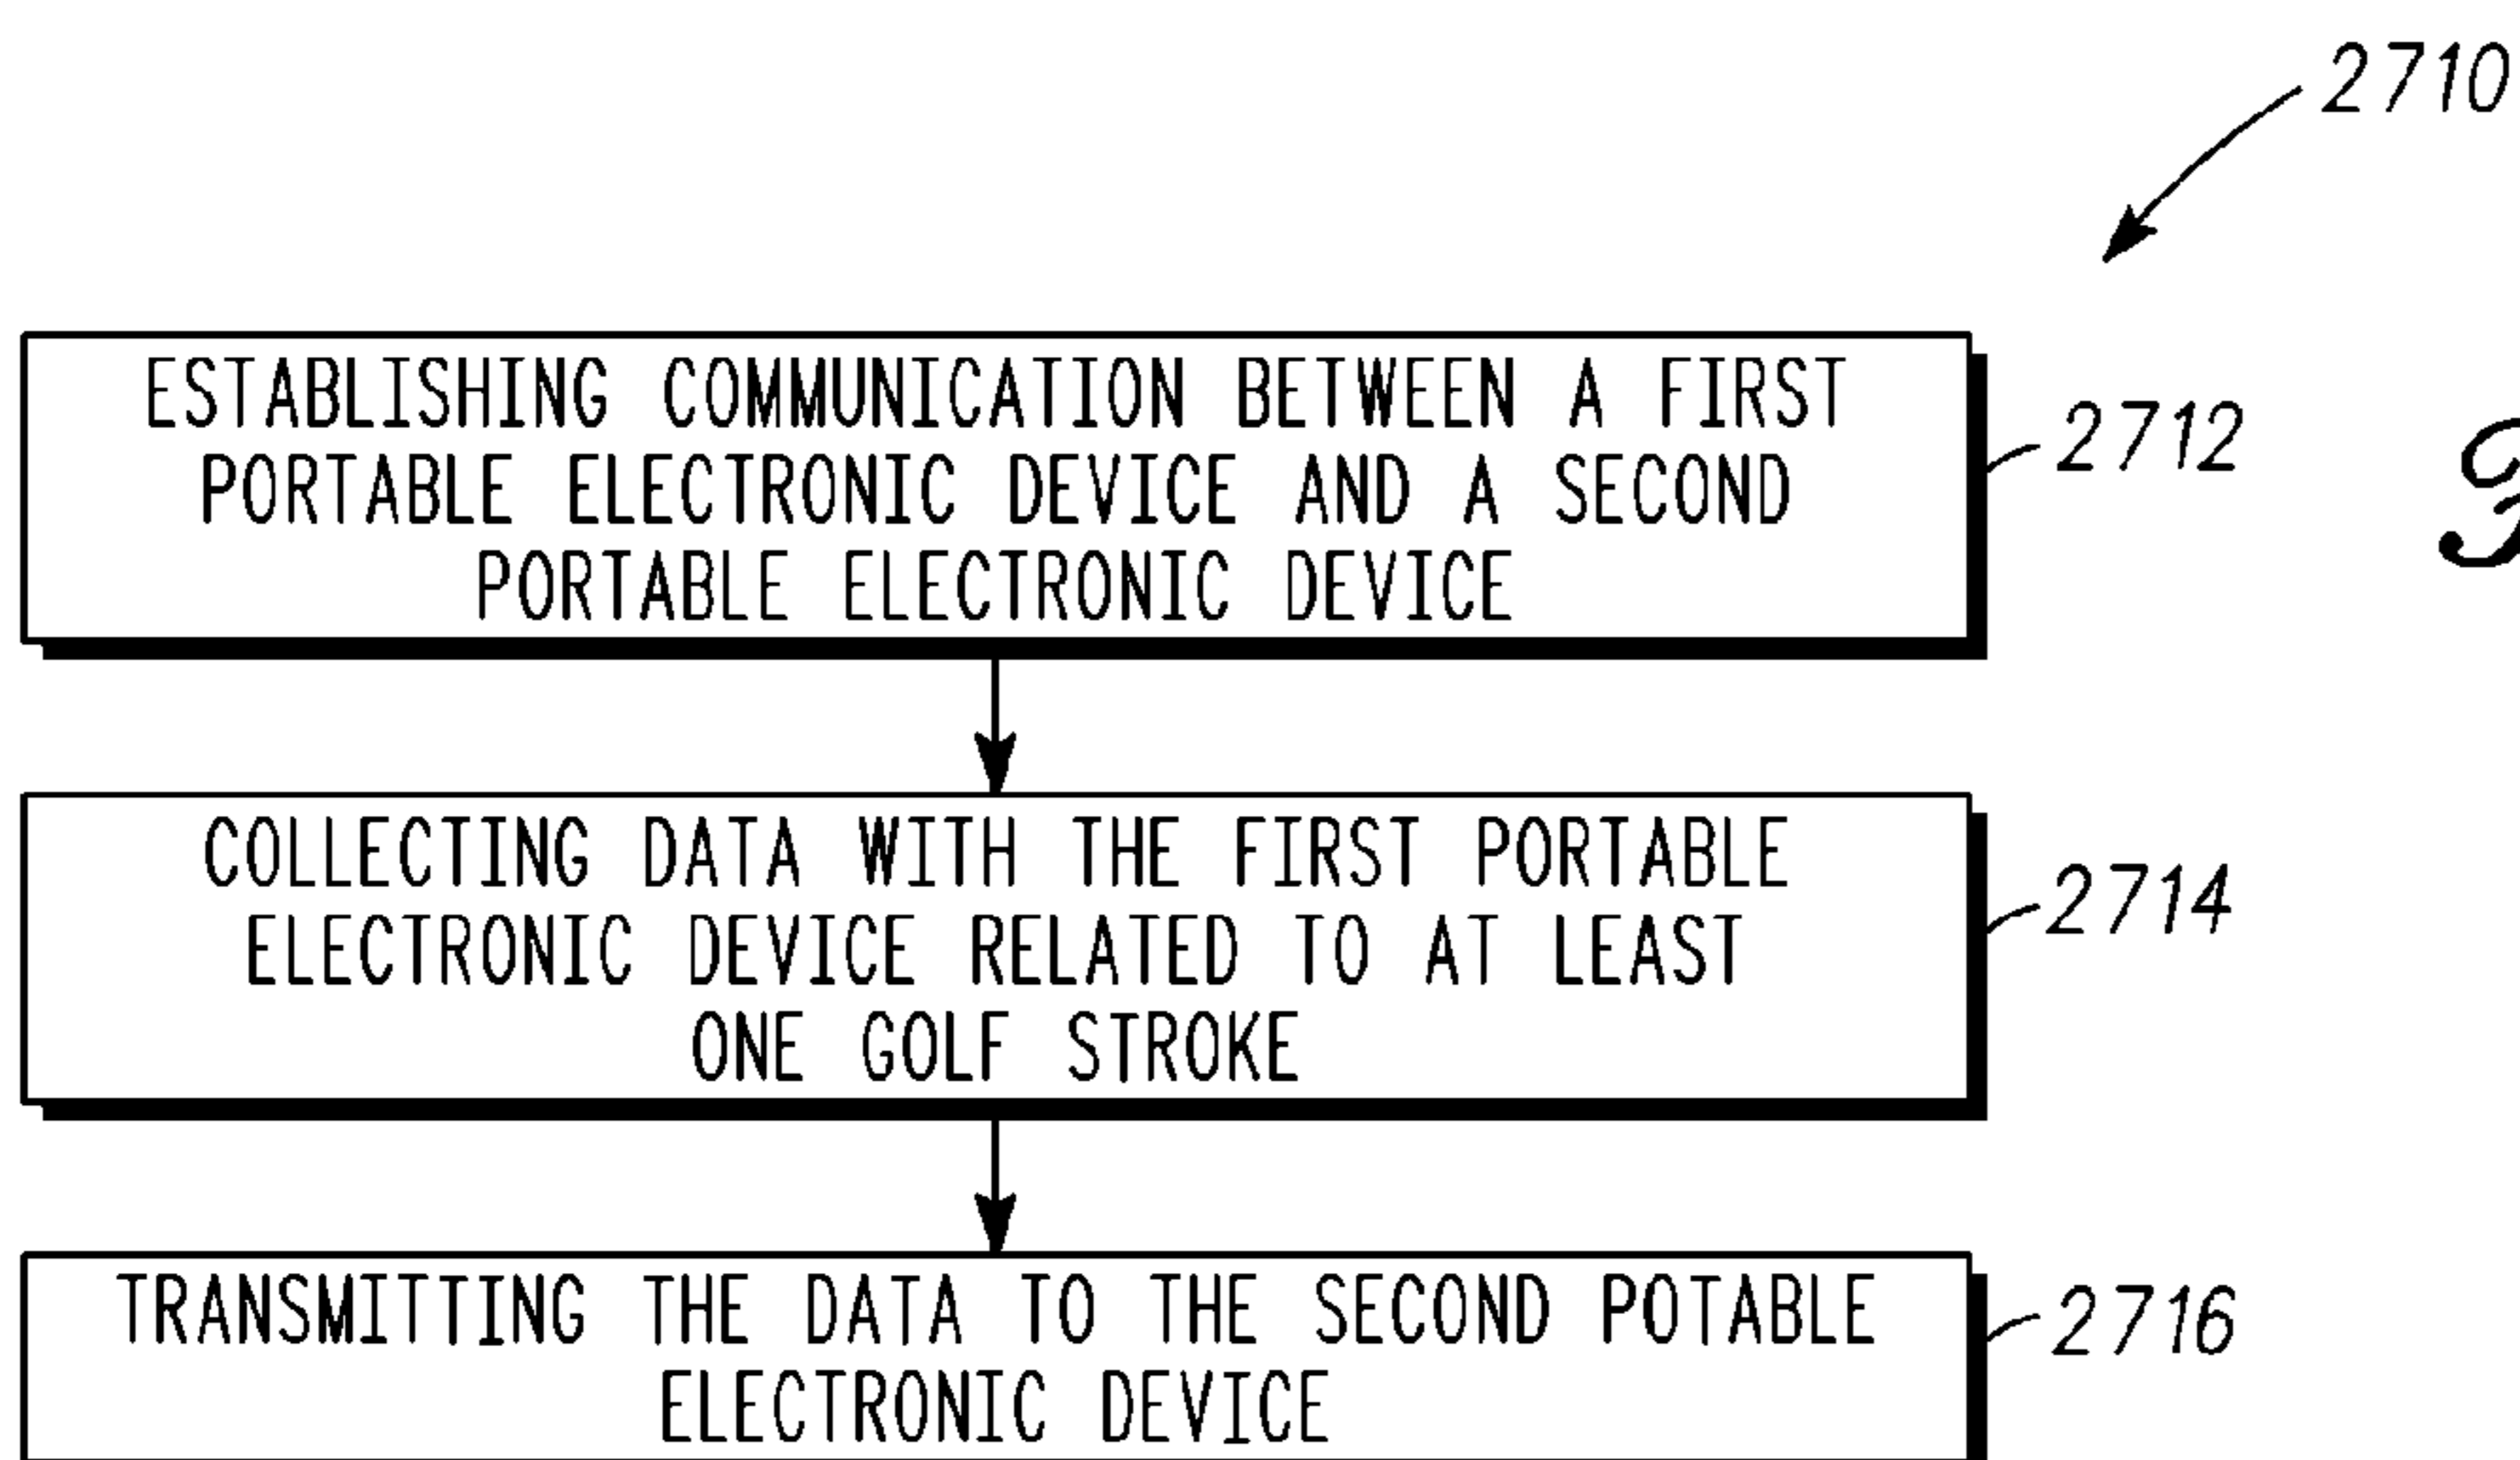 2710
ESTABLISHING COMMUNICATION BETWEEN A FIRST
PORTABLE ELECTRONIC DEVICE AND A SECOND
PORTABLE ELECTRONIC DEVICE
2712
COLLECTING DATA WITH THE FIRST PORTABLE
ELECTRONIC DEVICE RELATED TO AT LEAST
ONE GOLF STROKE
2714
TRANSMITTING THE DATA TO THE SECOND POTABLE
ELECTRONIC DEVICE
2716